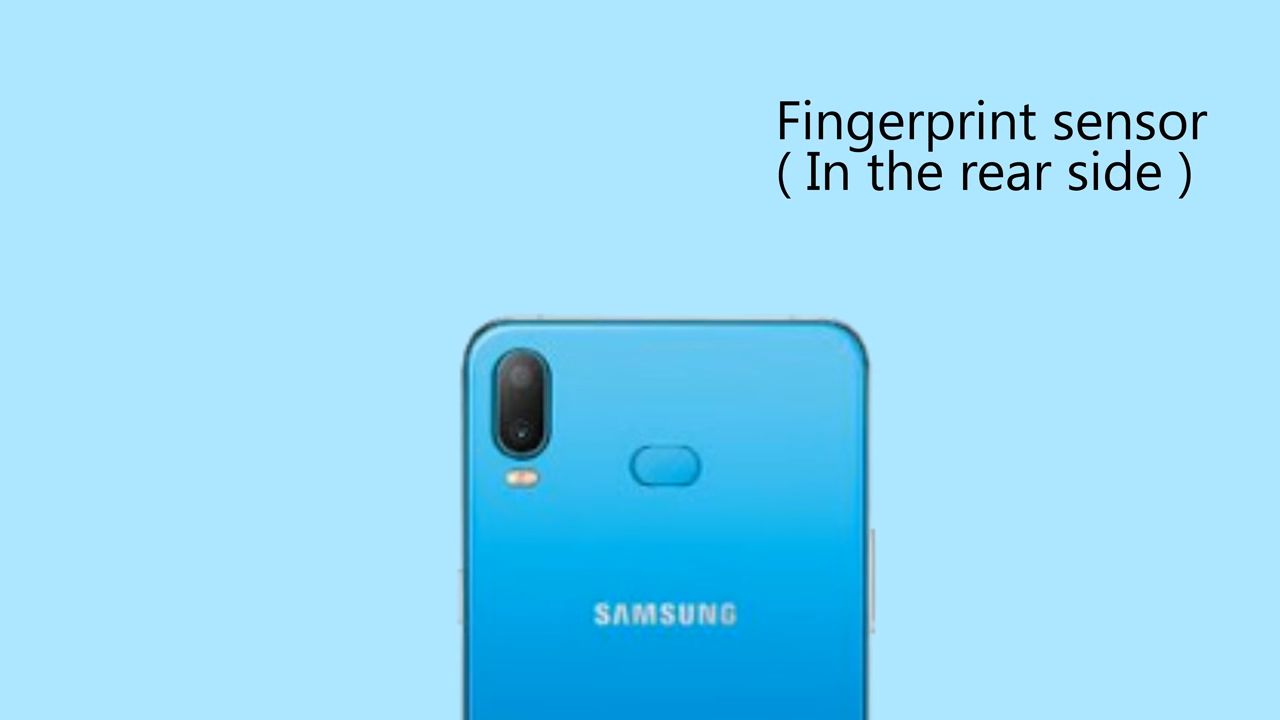 Fingerprint sensor
( In the rear side )
SAMSUNG